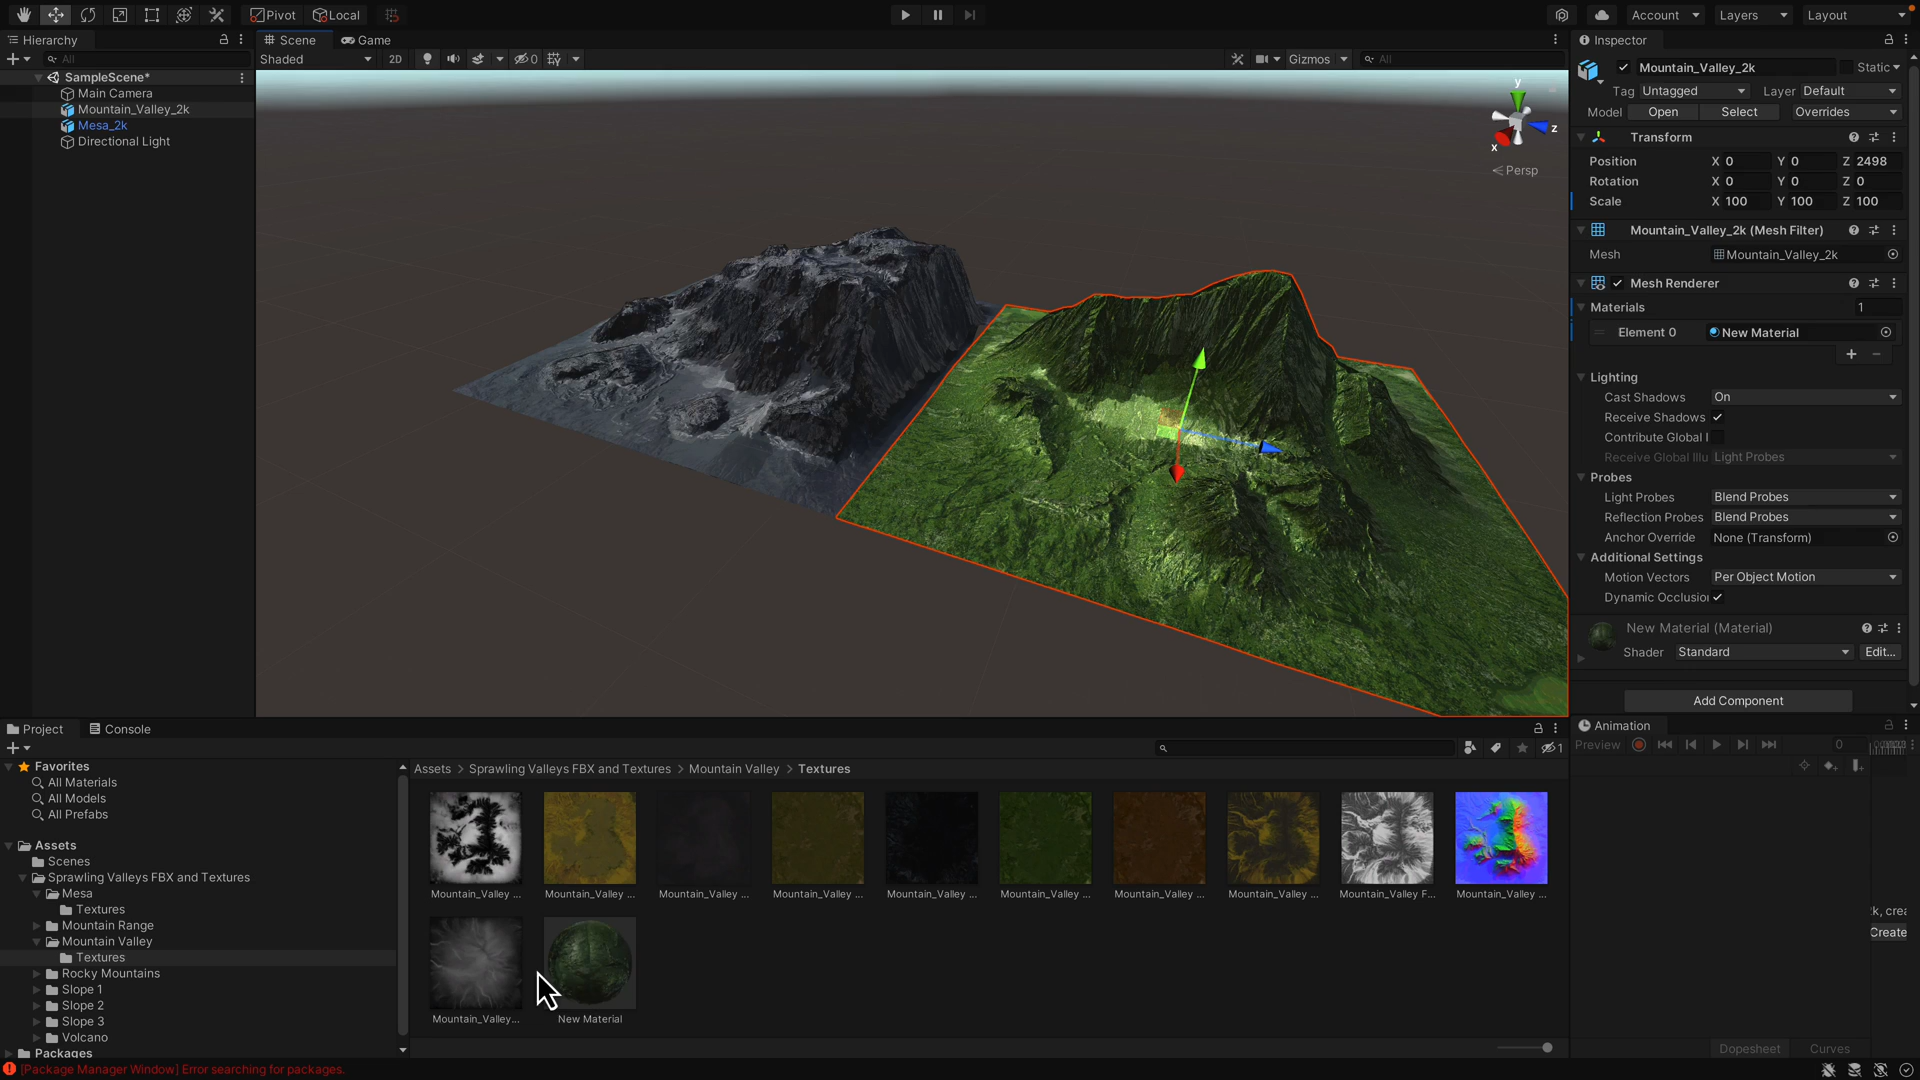 Pivot Local Account Layers Layout
Hierarchy Scene Game Inspector
All Shaded 2D 0 Gizmos All
SampleScene*
Main Camera
Mountain_Valley_2k
Mesa_2k
Directional Light
y
z
x
Persp
Mountain_Valley_2k Static
Tag Untagged Layer Default
Model Open Select Overrides
Transform
Position X 0 Y 0 Z 2498
Rotation X 0 Y 0 Z 0
Scale X 100 Y 100 Z 100
Mountain_Valley_2k (Mesh Filter)
Mesh Mountain_Valley_2k
Mesh Renderer
Materials 1
Element 0 New Material
Lighting
Cast Shadows On
Receive Shadows
Contribute Global I
Receive Global Illu Light Probes
Probes
Light Probes Blend Probes
Reflection Probes Blend Probes
Anchor Override None (Transform)
Additional Settings
Motion Vectors Per Object Motion
Dynamic Occlusion
New Material (Material)
Shader Standard Edit...
Add Component
Project Console
Favorites
All Materials
All Models
All Prefabs
Assets
Scenes
Sprawling Valleys FBX and Textures
Mesa
Textures
Mountain Range
Mountain Valley
Textures
Rocky Mountains
Slope 1
Slope 2
Slope 3
Volcano
Packages
1
Assets > Sprawling Valleys FBX and Textures > Mountain Valley > Textures
Mountain_Valley ... Mountain_Valley ... Mountain_Valley ... Mountain_Valley ... Mountain_Valley ... Mountain_Valley ... Mountain_Valley ... Mountain_Valley ... Mountain_Valley F... Mountain_Valley ...
Mountain_Valley... New Material
Animation
Preview 0
k, crea
Create
Dopesheet Curves
[Package Manager Window] Error searching for packages.